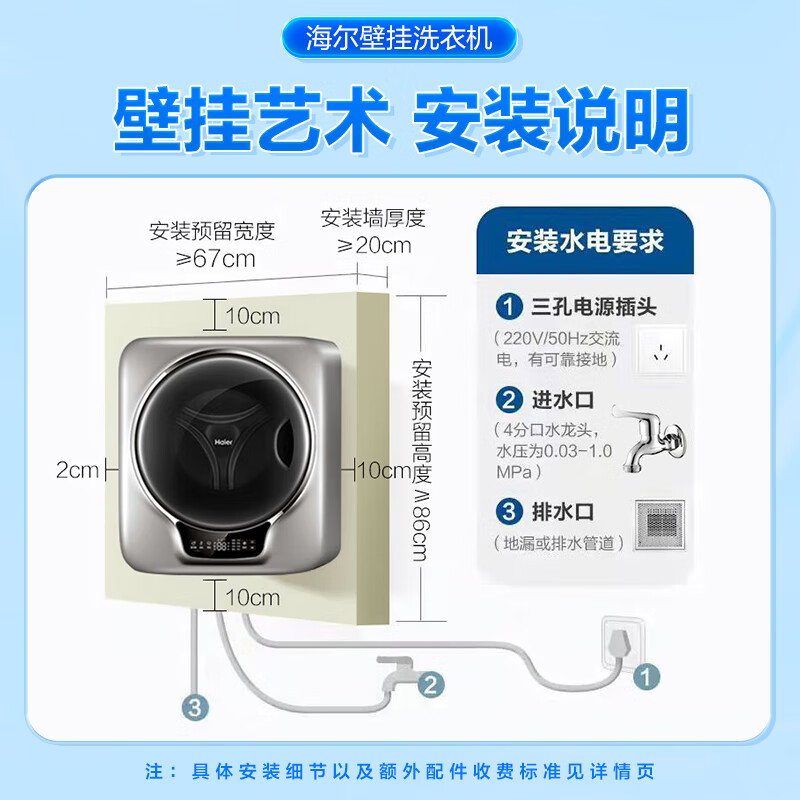 海尔壁挂洗衣机
壁挂艺术 安装说明
安装预留宽度
≥67cm
安装墙厚度
≥20cm
10cm
2cm
10cm
10cm
安装预留高度≥86cm
Haier
安装水电要求
1 三孔电源插头
(220V/50Hz交流
电,有可靠接地)
2 进水口
(4分口水龙头,
水压为0.03-1.0
MPa)
3 排水口
(地漏或排水管道)
3
2
1
注:具体安装细节以及额外配件收费标准见详情页